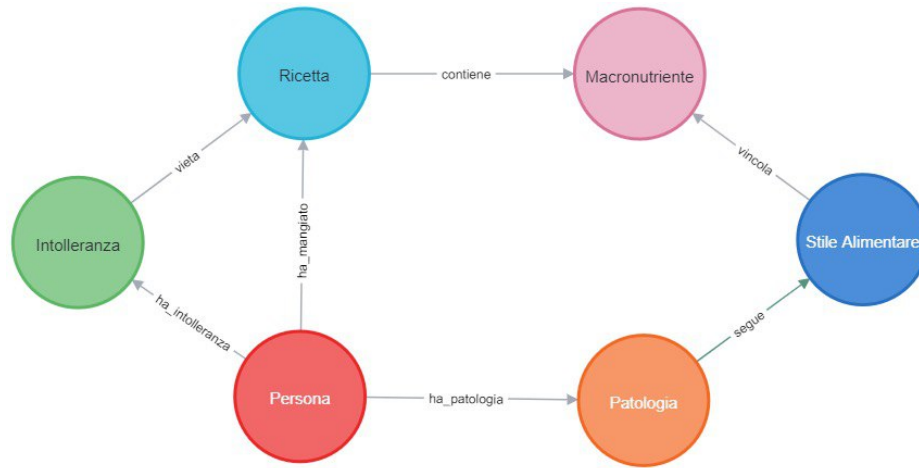 Ricetta
contiene
Macronutriente
vieta
vincola
ha_mangiato
Intolleranza
Stile Alimentare
ha_intolleranza
segue
Persona
ha_patologia
Patologia